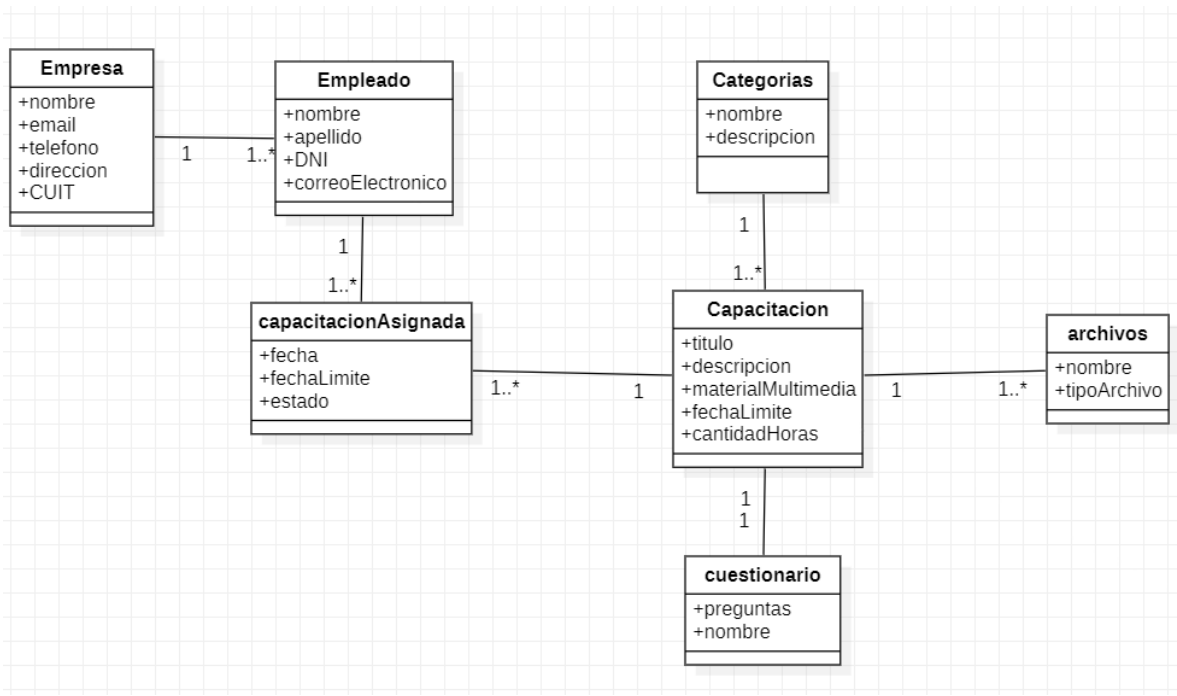 Empresa
+nombre
+email
+telefono
+direccion
+CUIT
1
1..*
Empleado
+nombre
+apellido
+DNI
+correoElectronico
1
1..*
capacitacionAsignada
+fecha
+fechaLimite
+estado
1..*
1
Categorias
+nombre
+descripcion
1
1..*
Capacitacion
+titulo
+descripcion
+materialMultimedia
+fechaLimite
+cantidadHoras
1
1..*
archivos
+nombre
+tipoArchivo
1
1
cuestionario
+preguntas
+nombre